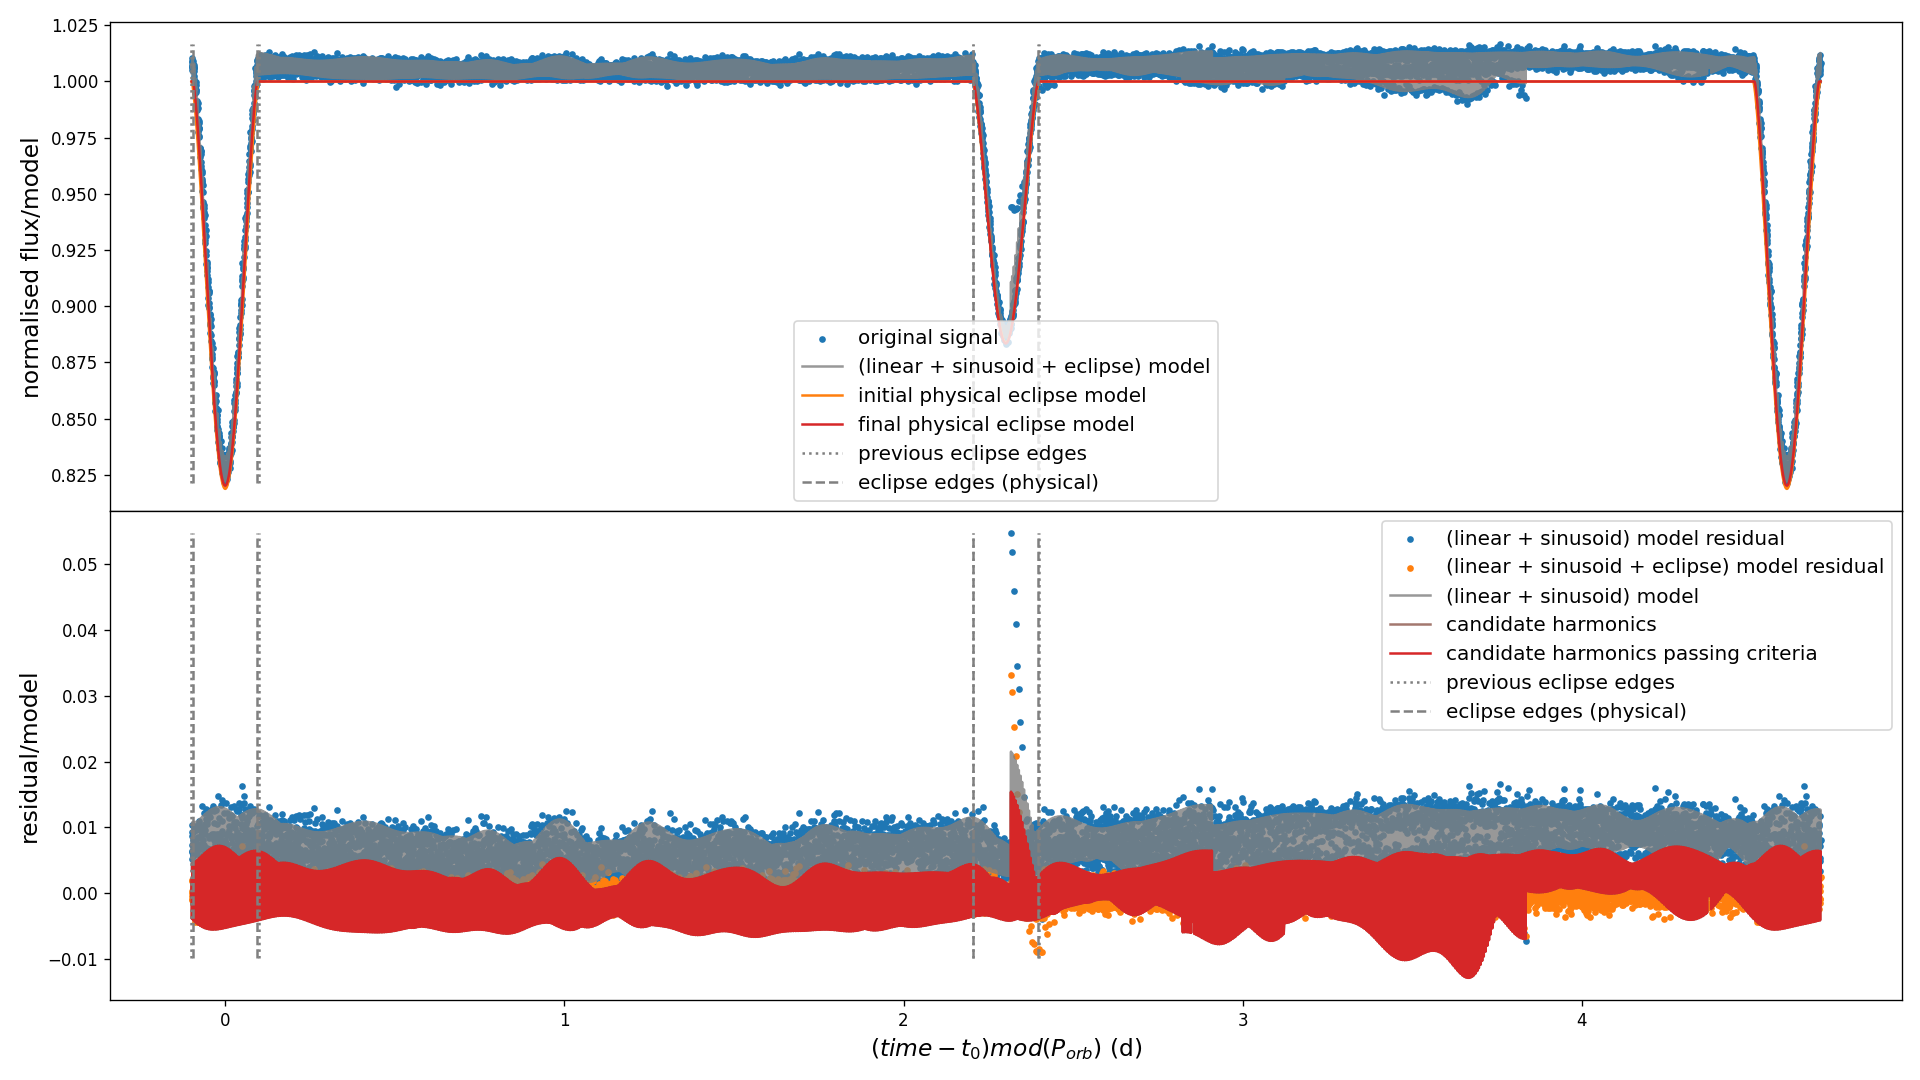 1.025
1.000
0.975
0.950
0.925
0.900
0.875
0.850
0.825
normalised flux/model
original signal
(linear + sinusoid + eclipse) model
initial physical eclipse model
final physical eclipse model
previous eclipse edges
eclipse edges (physical)
0.05
0.04
0.03
0.02
0.01
0.00
−0.01
residual/model
(linear + sinusoid) model residual
(linear + sinusoid + eclipse) model residual
(linear + sinusoid) model
candidate harmonics
candidate harmonics passing criteria
previous eclipse edges
eclipse edges (physical)
0 1 2 3 4
(time − t₀)mod(P_orb) (d)